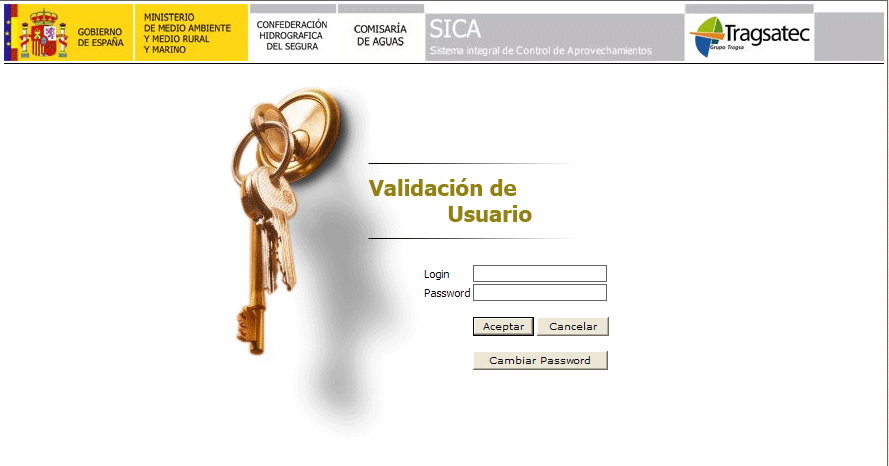 GOBIERNO
DE ESPAÑA
MINISTERIO
DE MEDIO AMBIENTE
Y MEDIO RURAL
Y MARINO
CONFEDERACIÓN
HIDROGRAFICA
DEL SEGURA
COMISARÍA
DE AGUAS
SICA
Sistema integral de Control de Aprovechamientos
Tragsatec
Grupo Tragsa
Validación de
Usuario
Login
Password
Aceptar Cancelar
Cambiar Password